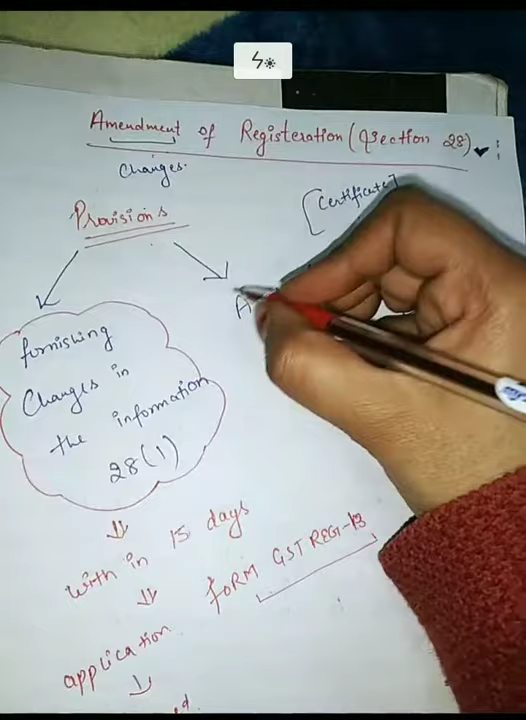 Amendment of Registeration (Section 28) :
Changes.
[Certificate]
Provisions
furnishing
Changes in
the information
28(1)
with in 15 days
FORM GST REG-13
application